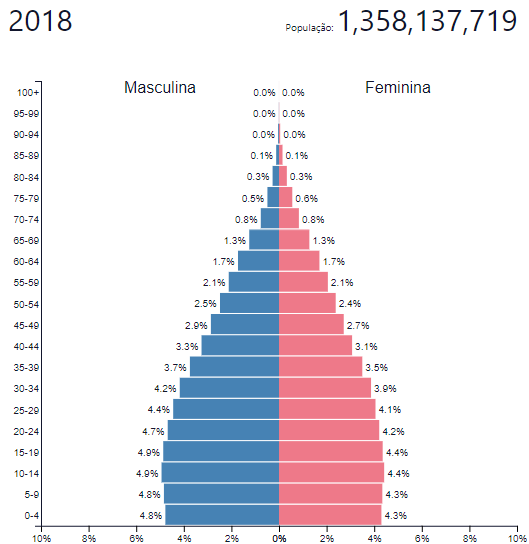 2018 População: 1,358,137,719
Masculina Feminina
100+ 0.0% 0.0%
95-99 0.0% 0.0%
90-94 0.0% 0.0%
85-89 0.1% 0.1%
80-84 0.3% 0.3%
75-79 0.5% 0.6%
70-74 0.8% 0.8%
65-69 1.3% 1.3%
60-64 1.7% 1.7%
55-59 2.1% 2.1%
50-54 2.5% 2.4%
45-49 2.9% 2.7%
40-44 3.3% 3.1%
35-39 3.7% 3.5%
30-34 4.2% 3.9%
25-29 4.4% 4.1%
20-24 4.7% 4.2%
15-19 4.9% 4.4%
10-14 4.9% 4.4%
5-9 4.8% 4.3%
0-4 4.8% 4.3%
10% 8% 6% 4% 2% 0% 2% 4% 6% 8% 10%